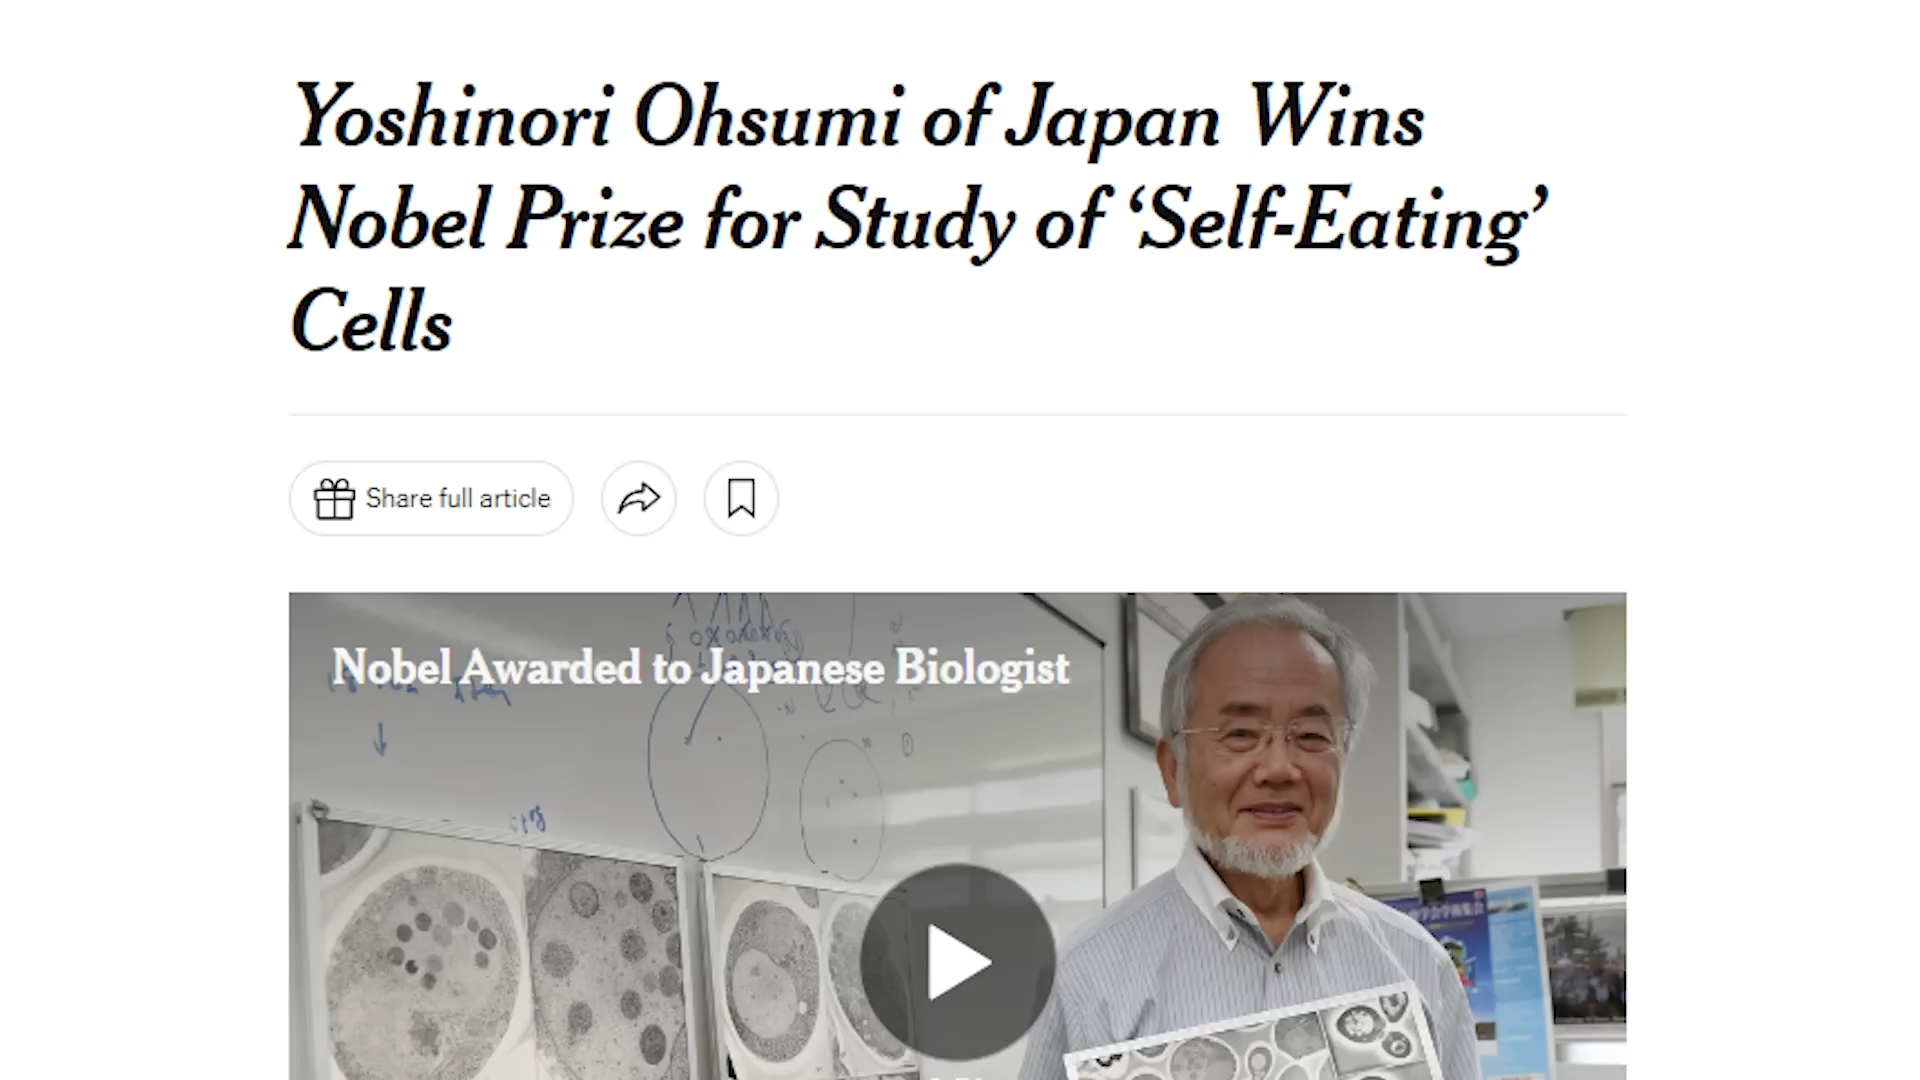 Yoshinori Ohsumi of Japan Wins
Nobel Prize for Study of ‘Self-Eating’
Cells
Share full article
Nobel Awarded to Japanese Biologist